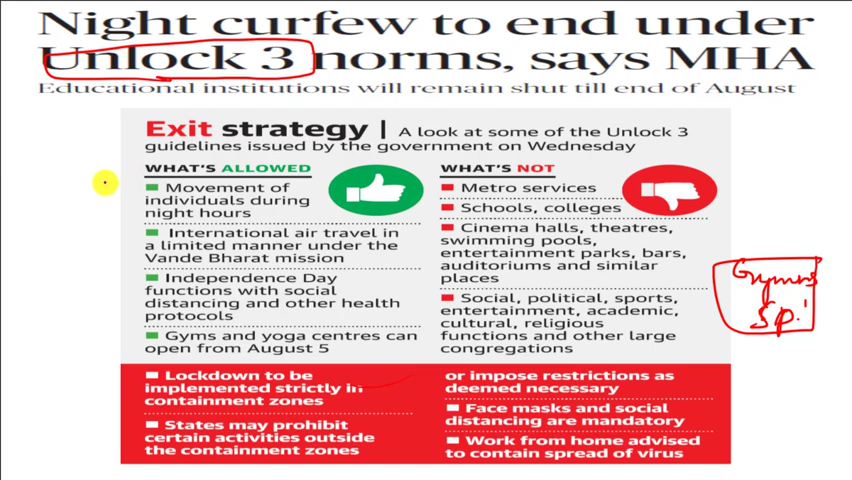 Night curfew to end under
Unlock 3 norms, says MHA
Educational institutions will remain shut till end of August
Exit strategy | A look at some of the Unlock 3
guidelines issued by the government on Wednesday
WHAT'S ALLOWED
Movement of
individuals during
night hours
International air travel in
a limited manner under the
Vande Bharat mission
Independence Day
functions with social
distancing and other health
protocols
Gyms and yoga centres can
open from August 5
WHAT'S NOT
Metro services
Schools, colleges
Cinema halls, theatres,
swimming pools,
entertainment parks, bars,
auditoriums and similar
places
Social, political, sports,
entertainment, academic,
cultural, religious
functions and other large
congregations
Lockdown to be
implemented strictly in
containment zones
States may prohibit
certain activities outside
the containment zones
or impose restrictions as
deemed necessary
Face masks and social
distancing are mandatory
Work from home advised
to contain spread of virus